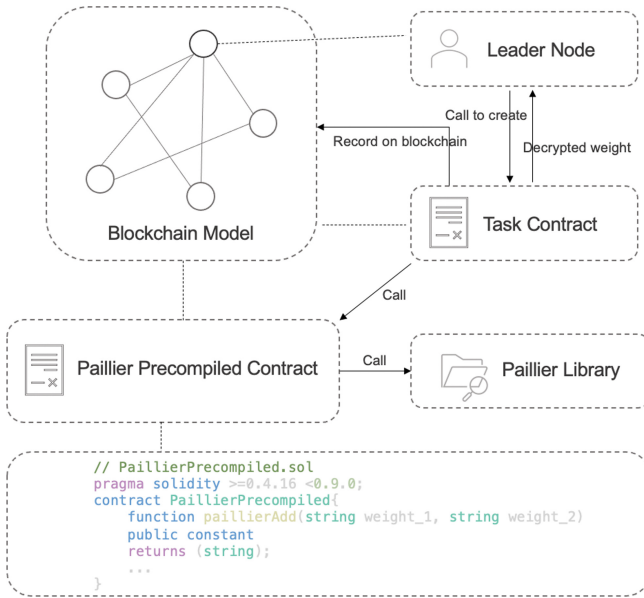 Leader Node
Call to create
Record on blockchain
Decrypted weight
Task Contract
Blockchain Model
Call
Paillier Precompiled Contract
Call
Paillier Library
// PaillierPrecompiled.sol
pragma solidity >=0.4.16 <0.9.0;
contract PaillierPrecompiled{
    function paillierAdd(string weight_1, string weight_2)
    public constant
    returns (string);
    ...
}